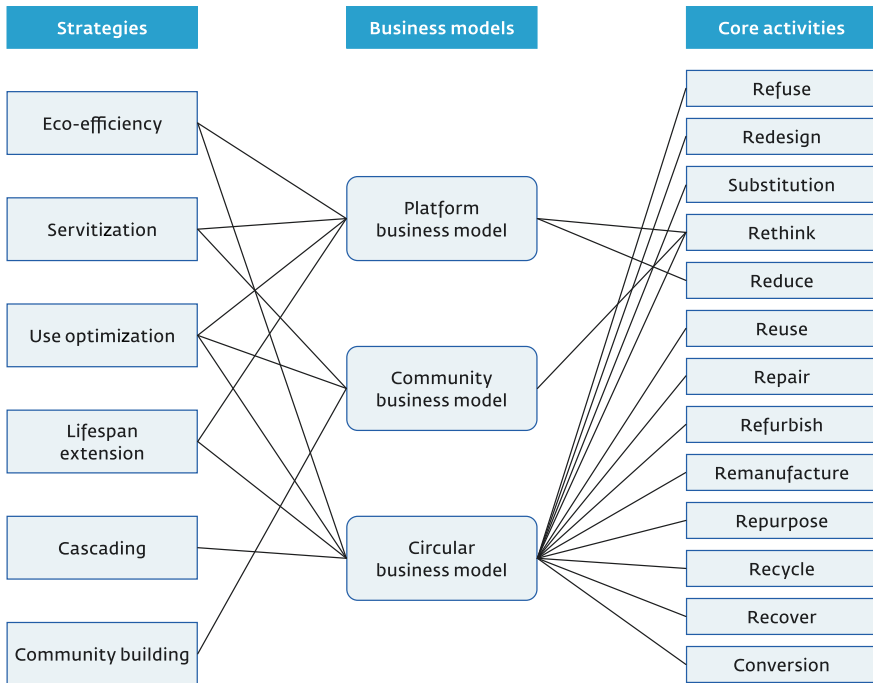 Strategies
Business models
Core activities
Eco-efficiency
Servitization
Use optimization
Lifespan
extension
Cascading
Community building
Platform
business model
Community
business model
Circular
business model
Refuse
Redesign
Substitution
Rethink
Reduce
Reuse
Repair
Refurbish
Remanufacture
Repurpose
Recycle
Recover
Conversion